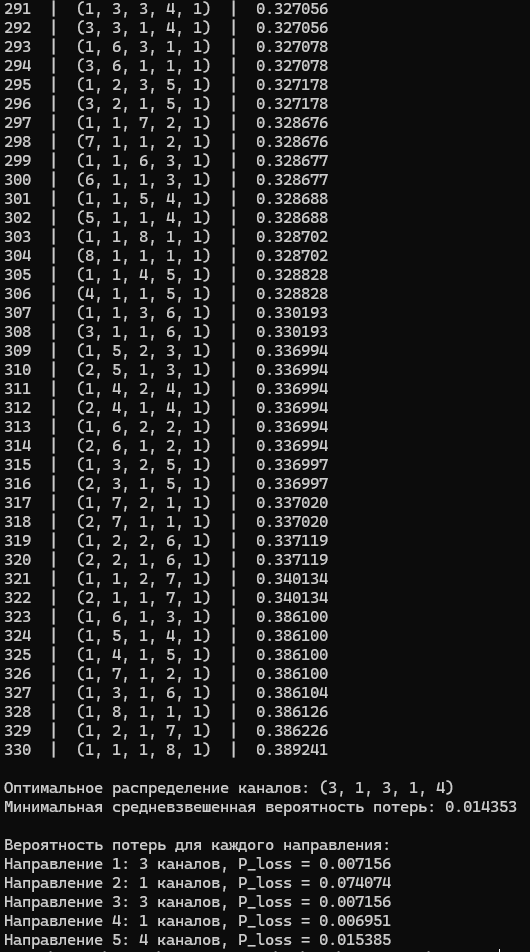 291 | (1, 3, 3, 4, 1) | 0.327056
292 | (3, 3, 1, 4, 1) | 0.327056
293 | (1, 6, 3, 1, 1) | 0.327078
294 | (3, 6, 1, 1, 1) | 0.327078
295 | (1, 2, 3, 5, 1) | 0.327178
296 | (3, 2, 1, 5, 1) | 0.327178
297 | (1, 1, 7, 2, 1) | 0.328676
298 | (7, 1, 1, 2, 1) | 0.328676
299 | (1, 1, 6, 3, 1) | 0.328677
300 | (6, 1, 1, 3, 1) | 0.328677
301 | (1, 1, 5, 4, 1) | 0.328688
302 | (5, 1, 1, 4, 1) | 0.328688
303 | (1, 1, 8, 1, 1) | 0.328702
304 | (8, 1, 1, 1, 1) | 0.328702
305 | (1, 1, 4, 5, 1) | 0.328828
306 | (4, 1, 1, 5, 1) | 0.328828
307 | (1, 1, 3, 6, 1) | 0.330193
308 | (3, 1, 1, 6, 1) | 0.330193
309 | (1, 5, 2, 3, 1) | 0.336994
310 | (2, 5, 1, 3, 1) | 0.336994
311 | (1, 4, 2, 4, 1) | 0.336994
312 | (2, 4, 1, 4, 1) | 0.336994
313 | (1, 6, 2, 2, 1) | 0.336994
314 | (2, 6, 1, 2, 1) | 0.336994
315 | (1, 3, 2, 5, 1) | 0.336997
316 | (2, 3, 1, 5, 1) | 0.336997
317 | (1, 7, 2, 1, 1) | 0.337020
318 | (2, 7, 1, 1, 1) | 0.337020
319 | (1, 2, 2, 6, 1) | 0.337119
320 | (2, 2, 1, 6, 1) | 0.337119
321 | (1, 1, 2, 7, 1) | 0.340134
322 | (2, 1, 1, 7, 1) | 0.340134
323 | (1, 6, 1, 3, 1) | 0.386100
324 | (1, 5, 1, 4, 1) | 0.386100
325 | (1, 4, 1, 5, 1) | 0.386100
326 | (1, 7, 1, 2, 1) | 0.386100
327 | (1, 3, 1, 6, 1) | 0.386104
328 | (1, 8, 1, 1, 1) | 0.386126
329 | (1, 2, 1, 7, 1) | 0.386226
330 | (1, 1, 1, 8, 1) | 0.389241
Оптимальное распределение каналов: (3, 1, 3, 1, 4)
Минимальная средневзвешенная вероятность потерь: 0.014353
Вероятность потерь для каждого направления:
Направление 1: 3 каналов, P_loss = 0.007156
Направление 2: 1 каналов, P_loss = 0.074074
Направление 3: 3 каналов, P_loss = 0.007156
Направление 4: 1 каналов, P_loss = 0.006951
Направление 5: 4 каналов, P_loss = 0.015385